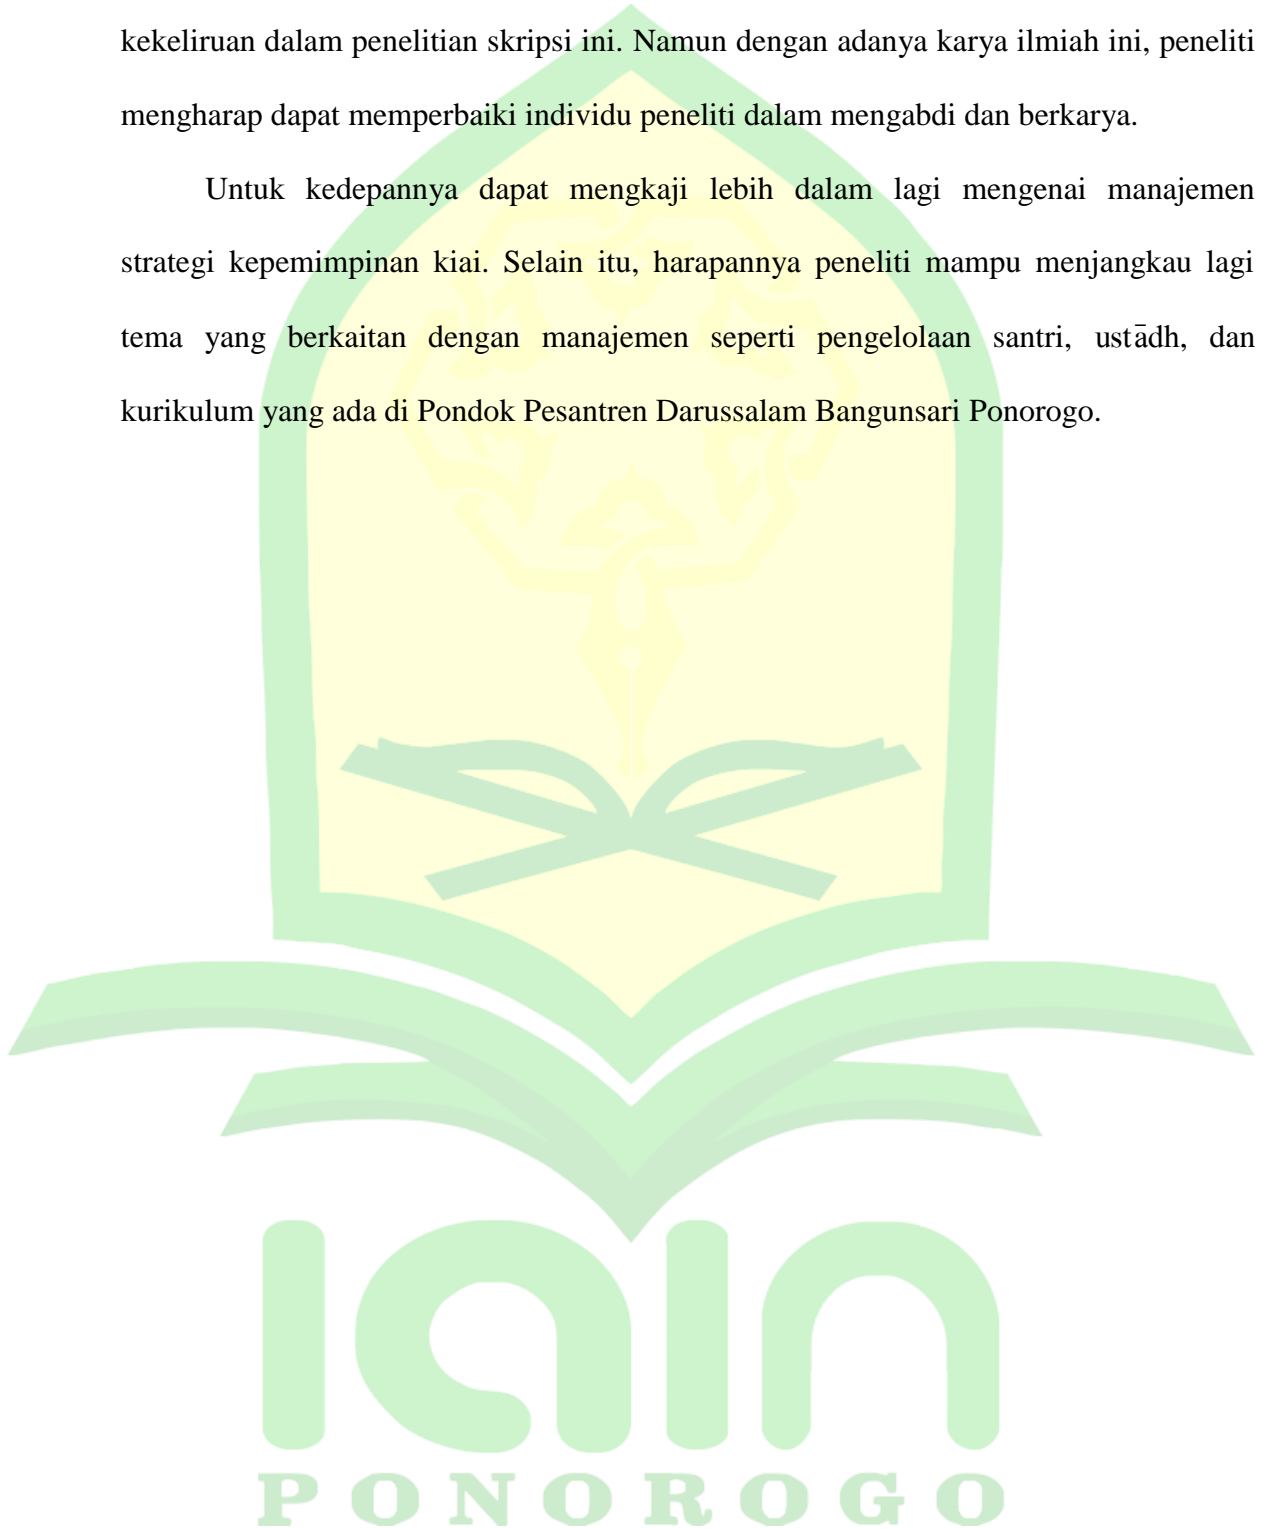 kekeliruan dalam penelitian skripsi ini. Namun dengan adanya karya ilmiah ini, peneliti
mengharap dapat memperbaiki individu peneliti dalam mengabdi dan berkarya.
Untuk kedepannya dapat mengkaji lebih dalam lagi mengenai manajemen
strategi kepemimpinan kiai. Selain itu, harapannya peneliti mampu menjangkau lagi
tema yang berkaitan dengan manajemen seperti pengelolaan santri, ustādh, dan
kurikulum yang ada di Pondok Pesantren Darussalam Bangunsari Ponorogo.
IAIN
PONOROGO